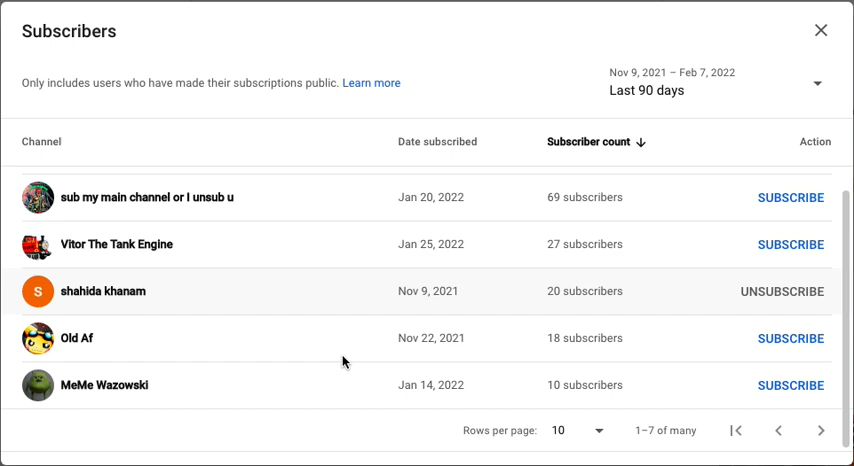 Subscribers
Only includes users who have made their subscriptions public. Learn more
Nov 9, 2021 – Feb 7, 2022
Last 90 days
Channel Date subscribed Subscriber count Action
sub my main channel or I unsub u Jan 20, 2022 69 subscribers SUBSCRIBE
Vitor The Tank Engine Jan 25, 2022 27 subscribers SUBSCRIBE
S shahida khanam Nov 9, 2021 20 subscribers UNSUBSCRIBE
Old Af Nov 22, 2021 18 subscribers SUBSCRIBE
MeMe Wazowski Jan 14, 2022 10 subscribers SUBSCRIBE
Rows per page: 10 1–7 of many